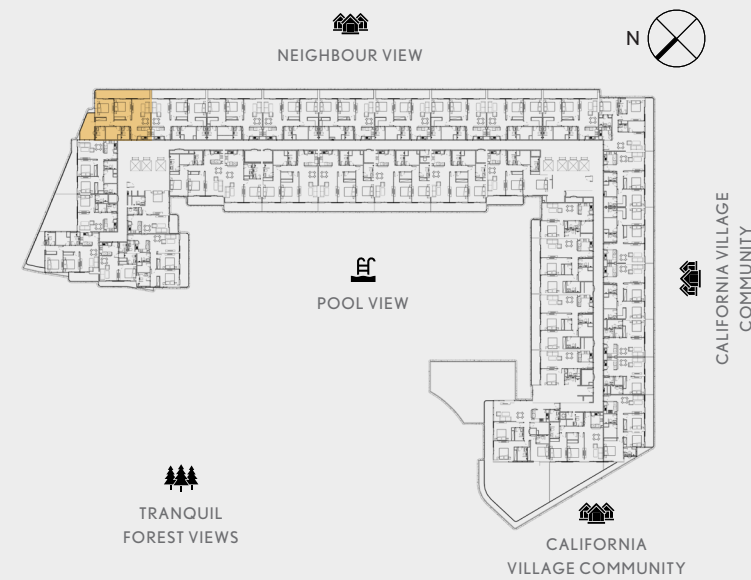 N
NEIGHBOUR VIEW
CALIFORNIA VILLAGE
COMMUNITY
POOL VIEW
TRANQUIL
FOREST VIEWS
CALIFORNIA
VILLAGE COMMUNITY